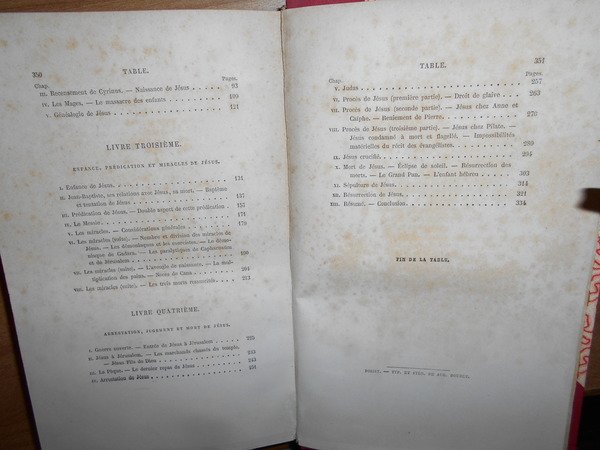 350
TABLE.
Chap. Pages.
III. Recensement de Cyrinus. — Naissance de Jésus . . . 93
IV. Les Mages. — Le massacre des enfants . . . 109
V. Généalogie de Jésus . . . 121
LIVRE TROISIÈME.
ENFANCE, PRÉDICATION ET MIRACLES DE JÉSUS.
I. Enfance de Jésus. . . . 131
II. Jean-Baptiste, ses relations avec Jésus, sa mort. — Baptême
et tentation de Jésus . . . 137
III. Prédication de Jésus. — Double aspect de cette prédication . 157
IV. Le Messie . . . 171
V. Les miracles. — Considérations générales . . . 179
VI. Les miracles (suite). — Nombre et division des miracles de
Jésus. — Les démoniaques et les exorcistes. — Le démo-
niaque de Gadara. — Les paralytiques de Capharnaüm
et de Jérusalem . . . 190
VII. Les miracles (suite). — L'aveugle de naissance. — La mul-
tiplication des pains. — Noces de Cana . . . 204
VIII. Les miracles (suite). — Les trois morts ressuscités. . . . 213
LIVRE QUATRIÈME.
ARRESTATION, JUGEMENT ET MORT DE JÉSUS.
I. Guerre ouverte. — Entrée de Jésus à Jérusalem . . . 225
II. Jésus à Jérusalem. — Les marchands chassés du temple.
— Jésus Fils de Dieu . . . 233
III. La Pâque. — Le dernier repas de Jésus . . . 243
IV. Arrestation de Jésus . . . 251
TABLE.
351
Chap. Pages.
V. Judas . . . 257
VI. Procès de Jésus (première partie). — Droit de glaive . . 263
VII. Procès de Jésus (seconde partie). — Jésus chez Anne et
Caïphe. — Reniement de Pierre. . . . 276
VIII. Procès de Jésus (troisième partie). — Jésus chez Pilate. —
Jésus condamné à mort et flagellé. — Impossibilités
matérielles du récit des évangélistes . . . 280
IX. Jésus crucifié. . . . 294
X. Mort de Jésus. — Éclipse de soleil. — Résurrection des
morts. — Le Grand Pan. — L'enfant hébreu . . . 303
XI. Sépulture de Jésus . . . 314
XII. Résurrection de Jésus . . . 321
XIII. Résumé. — Conclusion . . . 334
FIN DE LA TABLE.